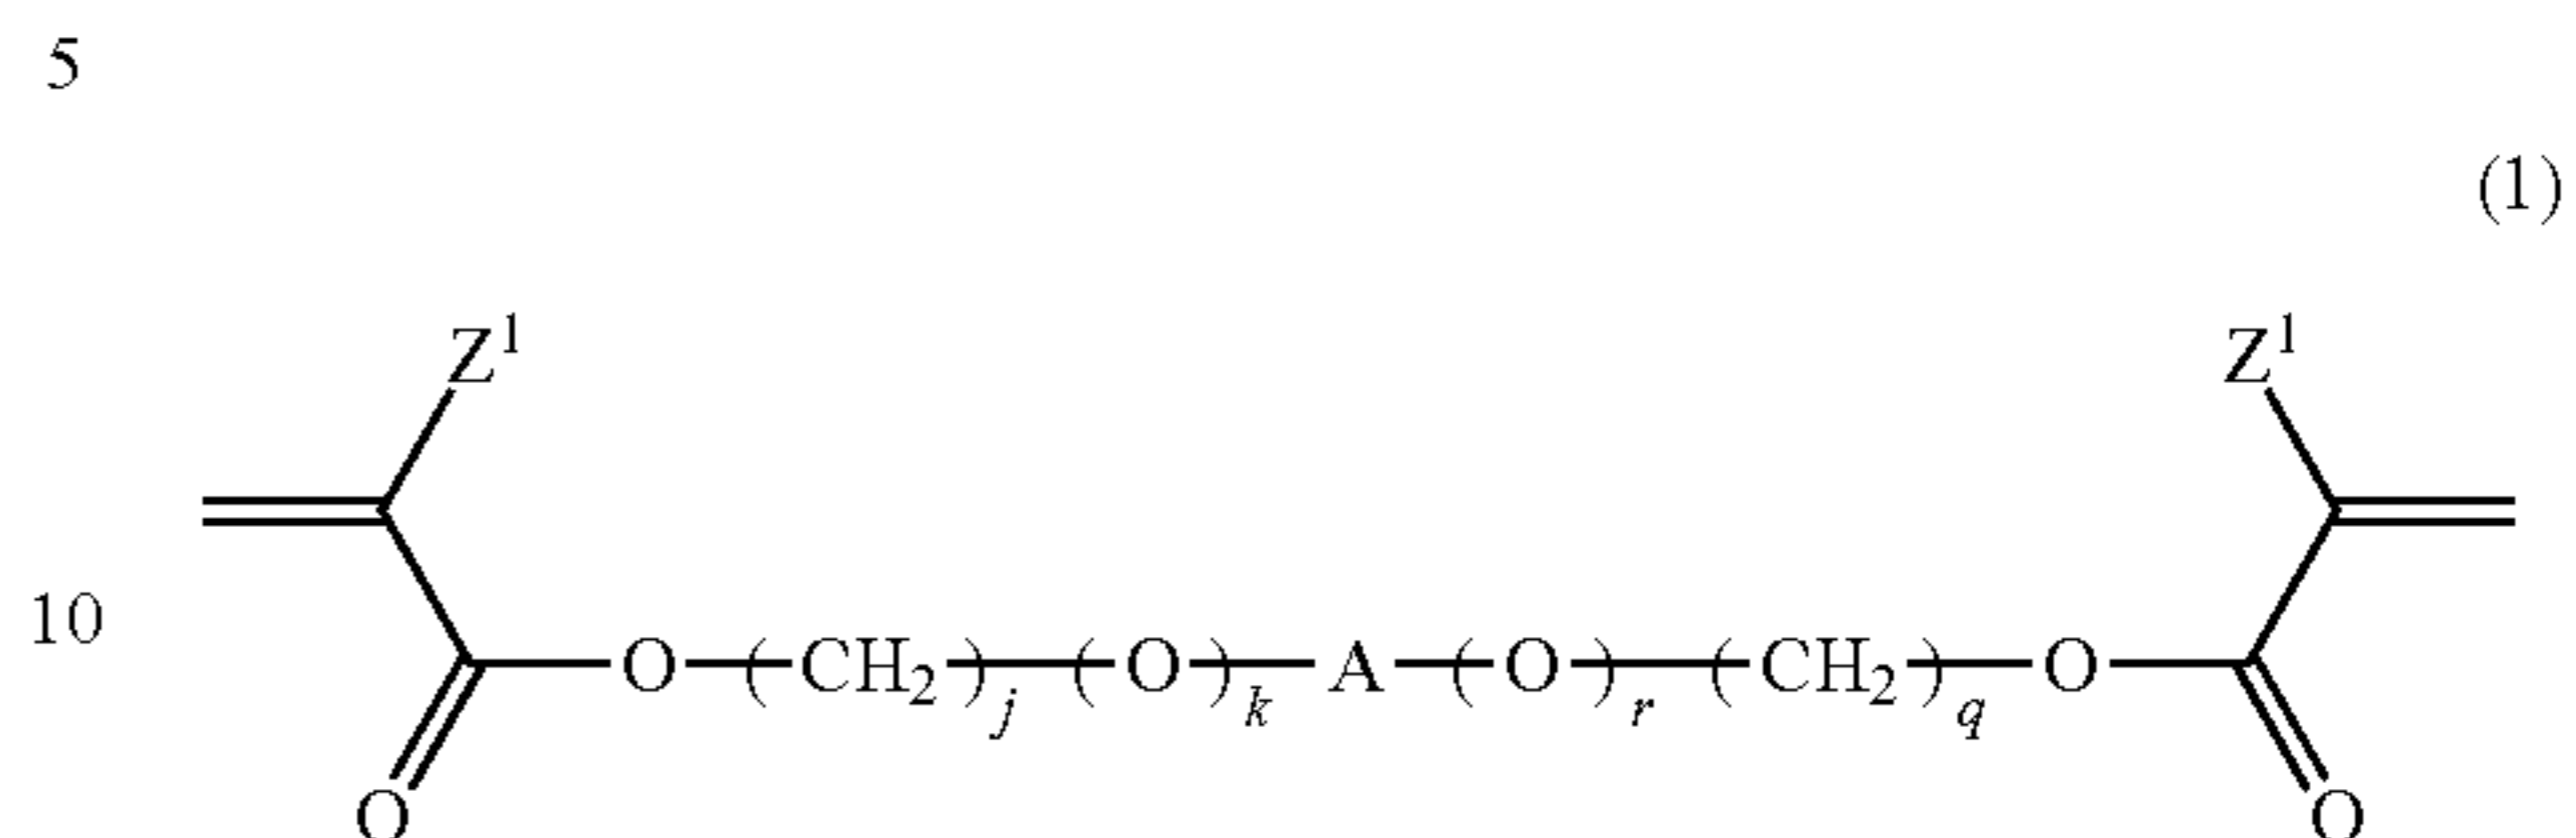 5
(1)
Z¹ Z¹
10 O—(CH₂)j—(O)k—A—(O)r—(CH₂)q—O
O O